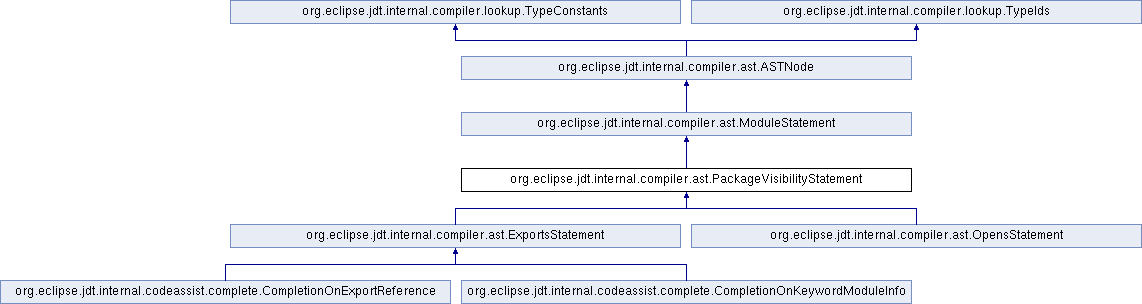 org.eclipse.jdt.internal.compiler.lookup.TypeConstants
org.eclipse.jdt.internal.compiler.lookup.TypeIds
org.eclipse.jdt.internal.compiler.ast.ASTNode
org.eclipse.jdt.internal.compiler.ast.ModuleStatement
org.eclipse.jdt.internal.compiler.ast.PackageVisibilityStatement
org.eclipse.jdt.internal.compiler.ast.ExportsStatement
org.eclipse.jdt.internal.compiler.ast.OpensStatement
org.eclipse.jdt.internal.codeassist.complete.CompletionOnExportReference
org.eclipse.jdt.internal.codeassist.complete.CompletionOnKeywordModuleInfo